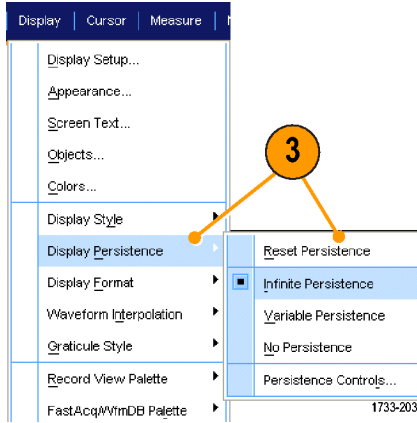 Display Cursor Measure
Display Setup...
Appearance...
Screen Text...
Objects...
Colors...
3
Display Style
Display Persistence
Reset Persistence
Display Format
Infinite Persistence
Waveform Interpolation
Variable Persistence
Graticule Style
No Persistence
Record View Palette
Persistence Controls...
FastAcq/WfmDB Palette
1733-203